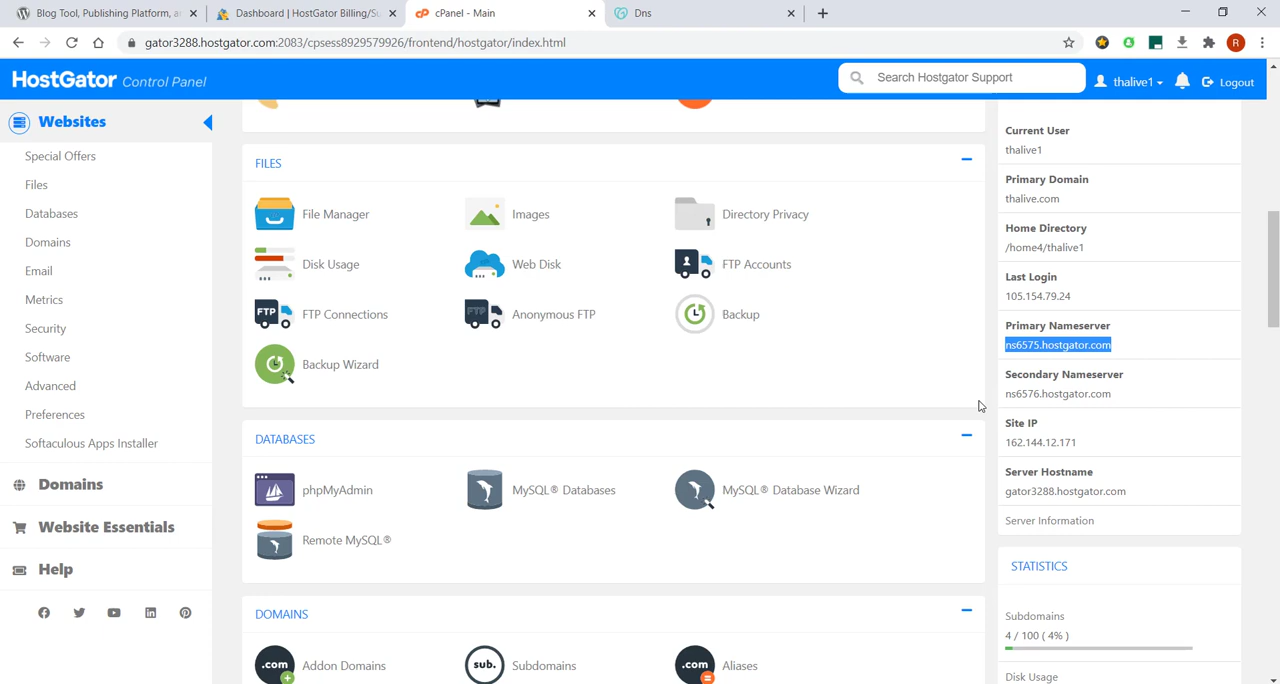 Blog Tool, Publishing Platform, a
Dashboard | HostGator Billing/Su
cPanel - Main
Dns
gator3288.hostgator.com:2083/cpsess8929579926/frontend/hostgator/index.html
R
HostGator Control Panel
Search Hostgator Support
thalive1
Logout
Websites
Special Offers
Files
Databases
Domains
Email
Metrics
Security
Software
Advanced
Preferences
Softaculous Apps Installer
Domains
Website Essentials
Help
FILES
File Manager
Images
Directory Privacy
Disk Usage
Web Disk
FTP Accounts
FTP
FTP Connections
FTP
Anonymous FTP
Backup
Backup Wizard
DATABASES
phpMyAdmin
MySQL® Databases
MySQL® Database Wizard
Remote MySQL®
DOMAINS
.com
Addon Domains
sub.
Subdomains
.com
Aliases
Current User
thalive1
Primary Domain
thalive.com
Home Directory
/home4/thalive1
Last Login
105.154.79.24
Primary Nameserver
ns6575.hostgator.com
Secondary Nameserver
ns6576.hostgator.com
Site IP
162.144.12.171
Server Hostname
gator3288.hostgator.com
Server Information
STATISTICS
Subdomains
4 / 100 ( 4% )
Disk Usage